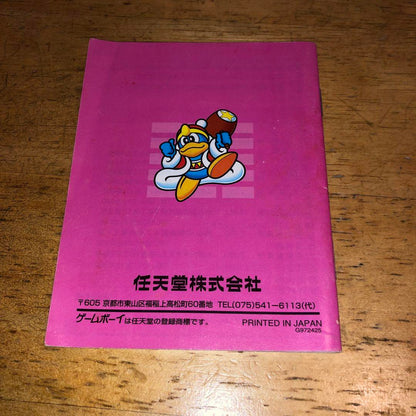 任天堂株式会社
〒605 京都市東山区福稲上高松町60番地 TEL(075)541-6113(代)
ゲームボーイは任天堂の登録商標です。 PRINTED IN JAPAN
G972425